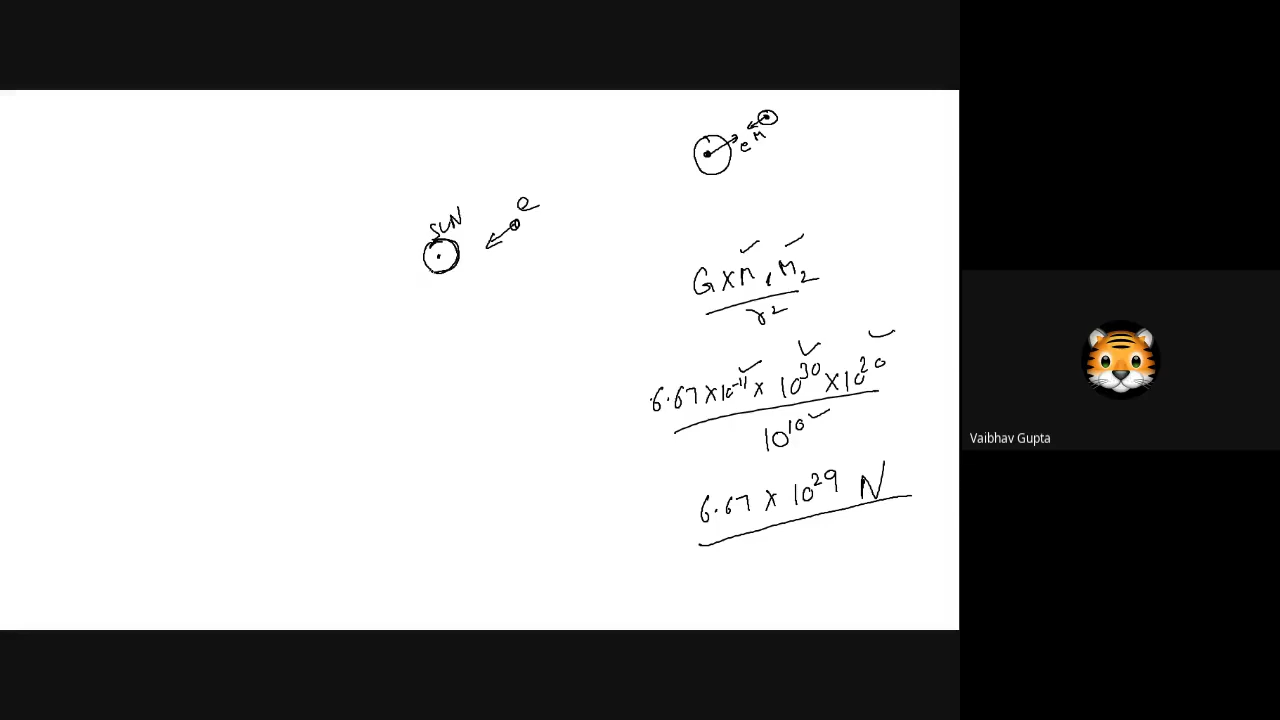 e M
SUN
e
G × M₁ M₂
r²
6.67 × 10⁻¹¹ × 10³⁰ × 10²⁰
10¹⁰
6.67 × 10²⁹ N
Vaibhav Gupta